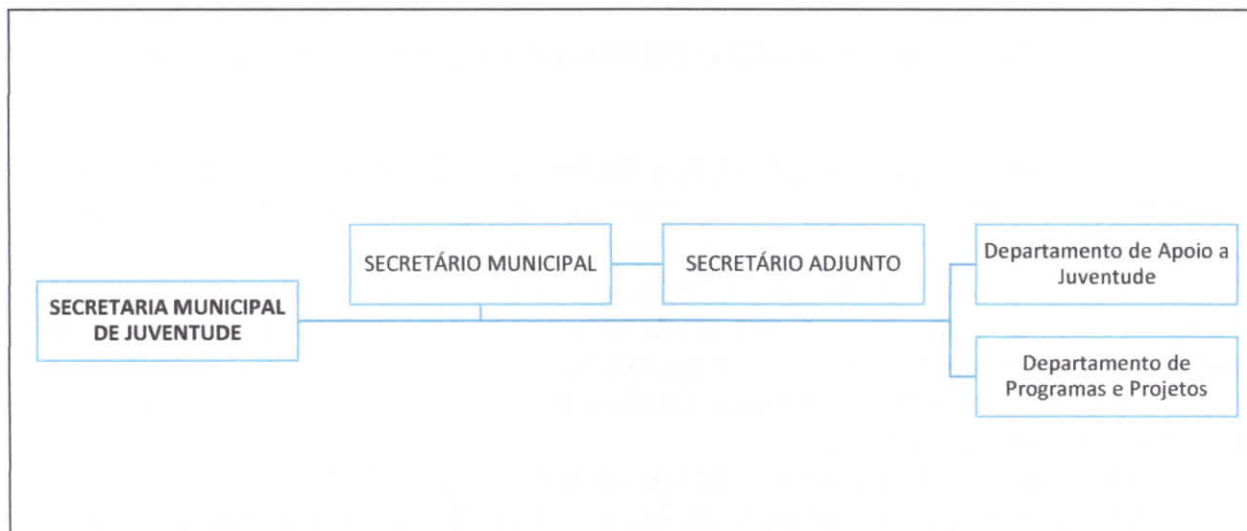 SECRETARIA MUNICIPAL
DE JUVENTUDE
SECRETÁRIO MUNICIPAL
SECRETÁRIO ADJUNTO
Departamento de Apoio a
Juventude
Departamento de
Programas e Projetos